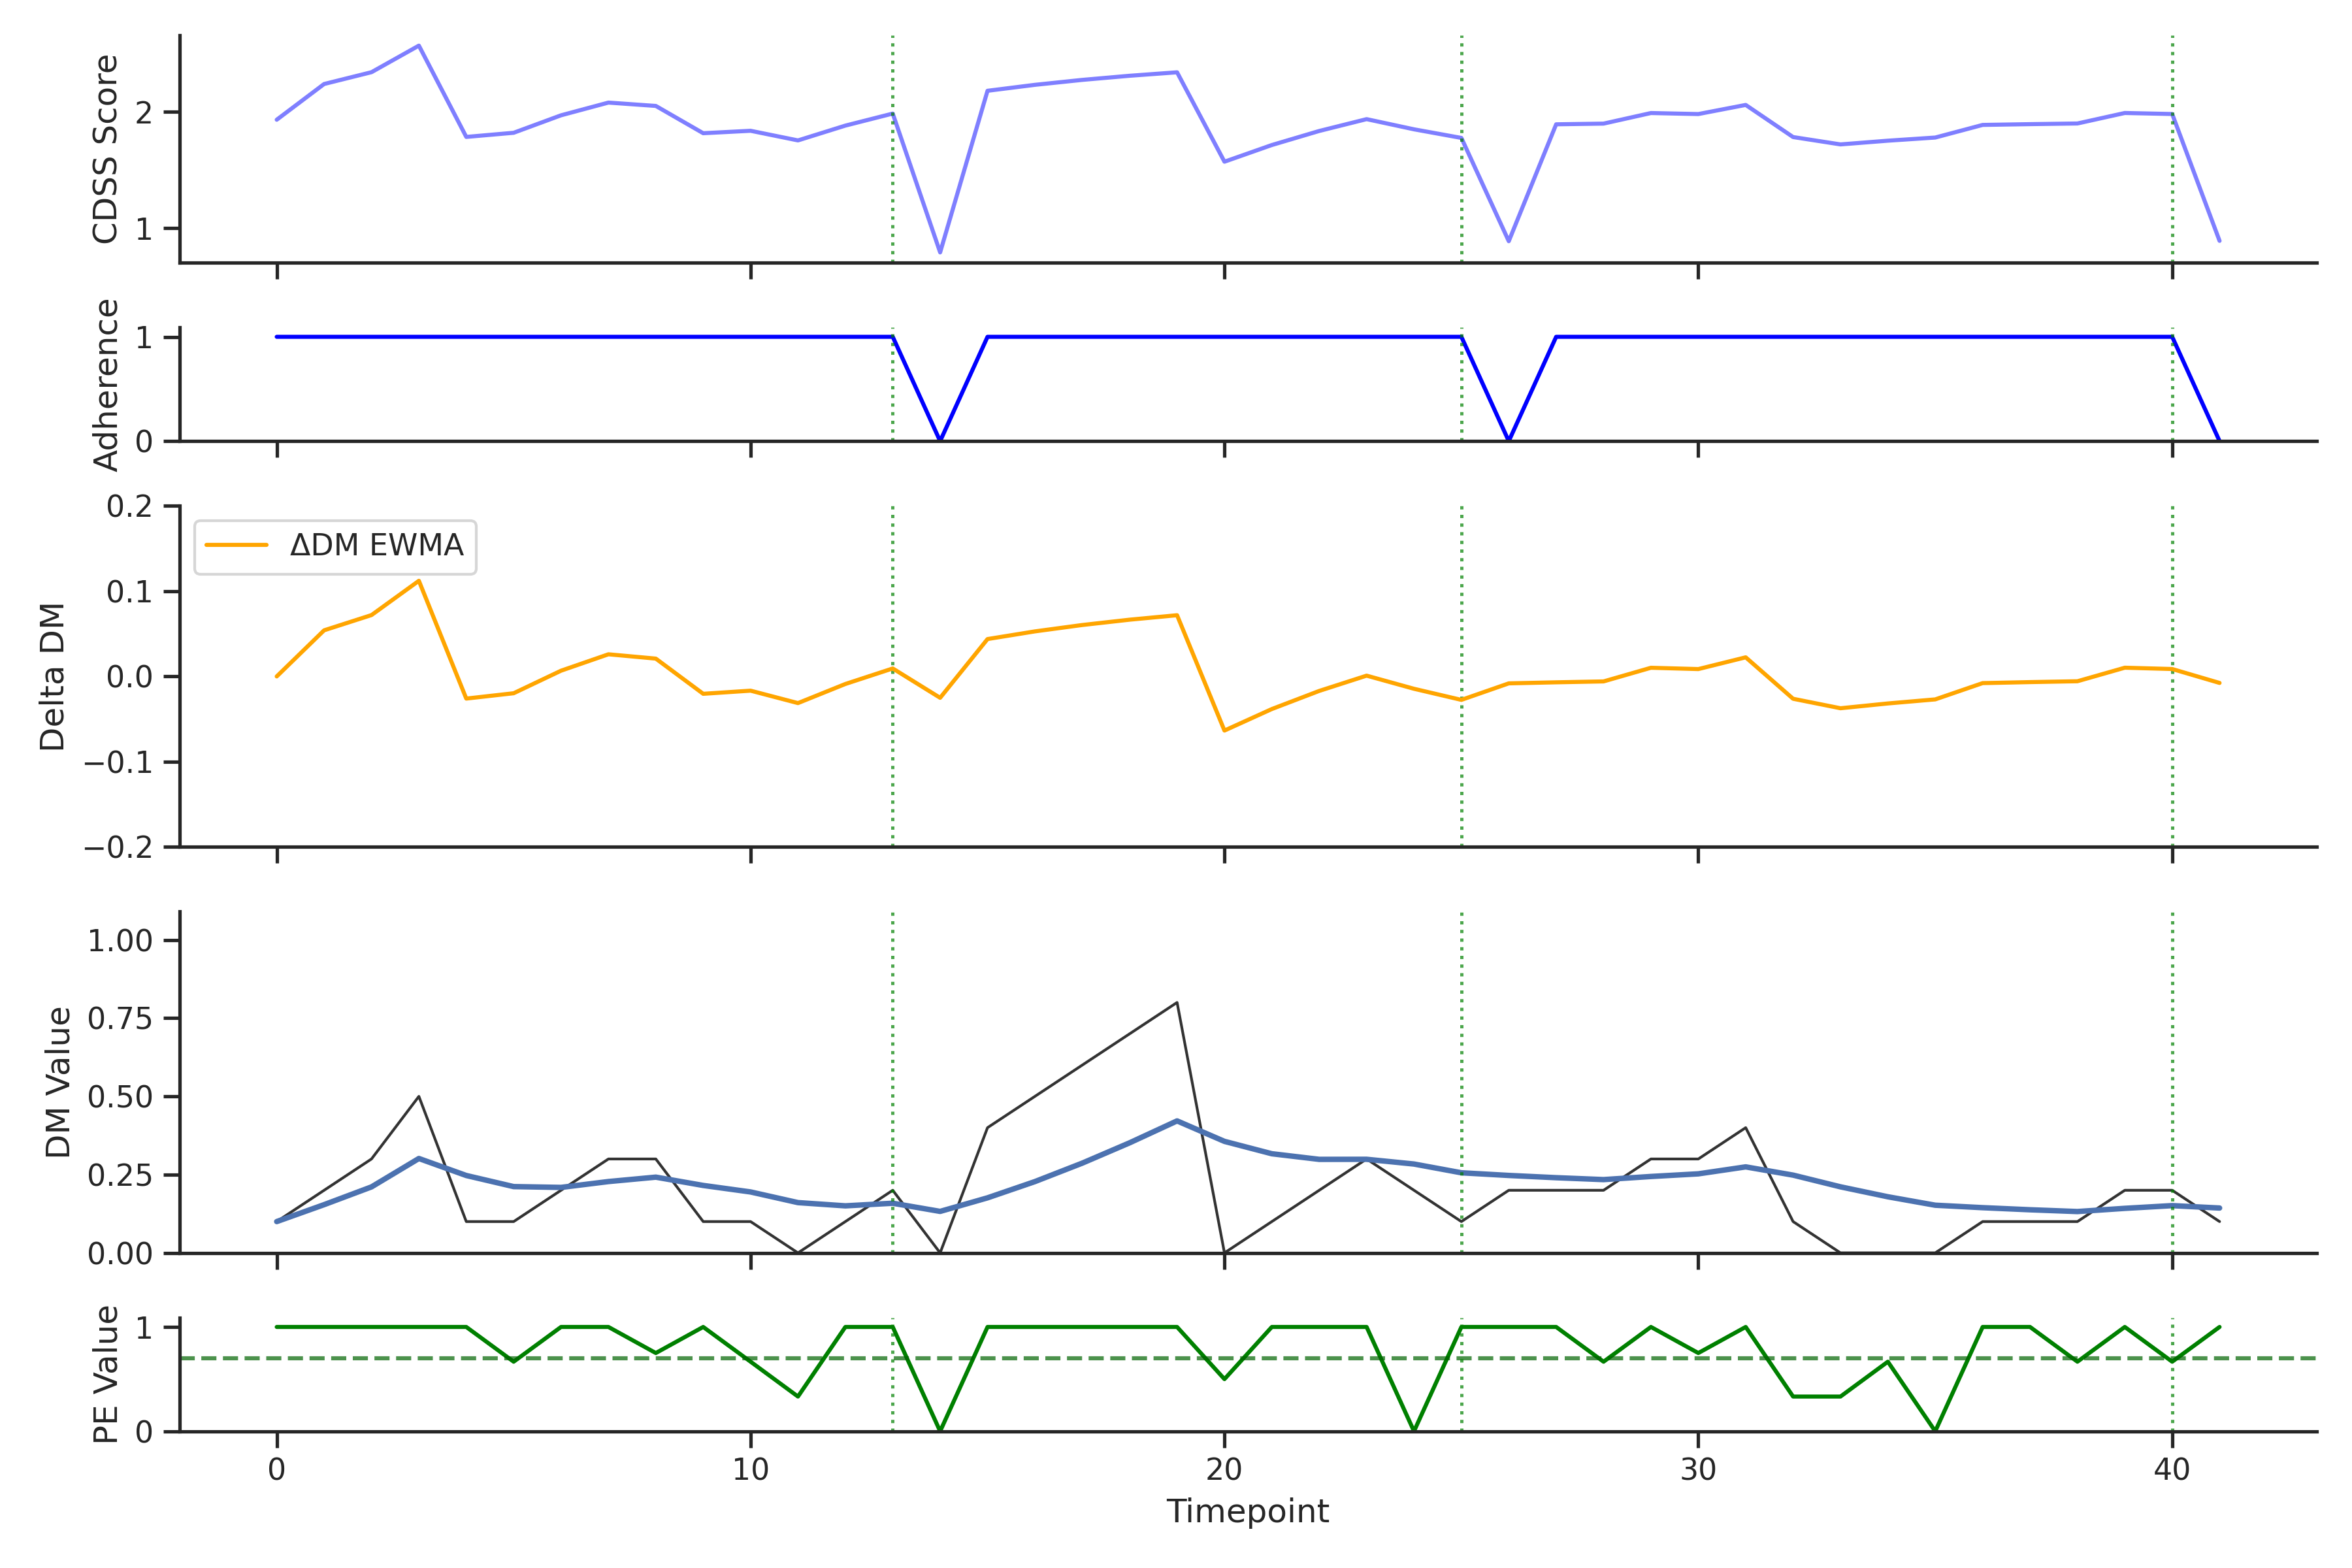 CDSS Score
2
1
Adherence
1
0
Delta DM
0.2
0.1
0.0
−0.1
−0.2
ΔDM EWMA
DM Value
1.00
0.75
0.50
0.25
0.00
PE Value
1
0
0 10 20 30 40
Timepoint